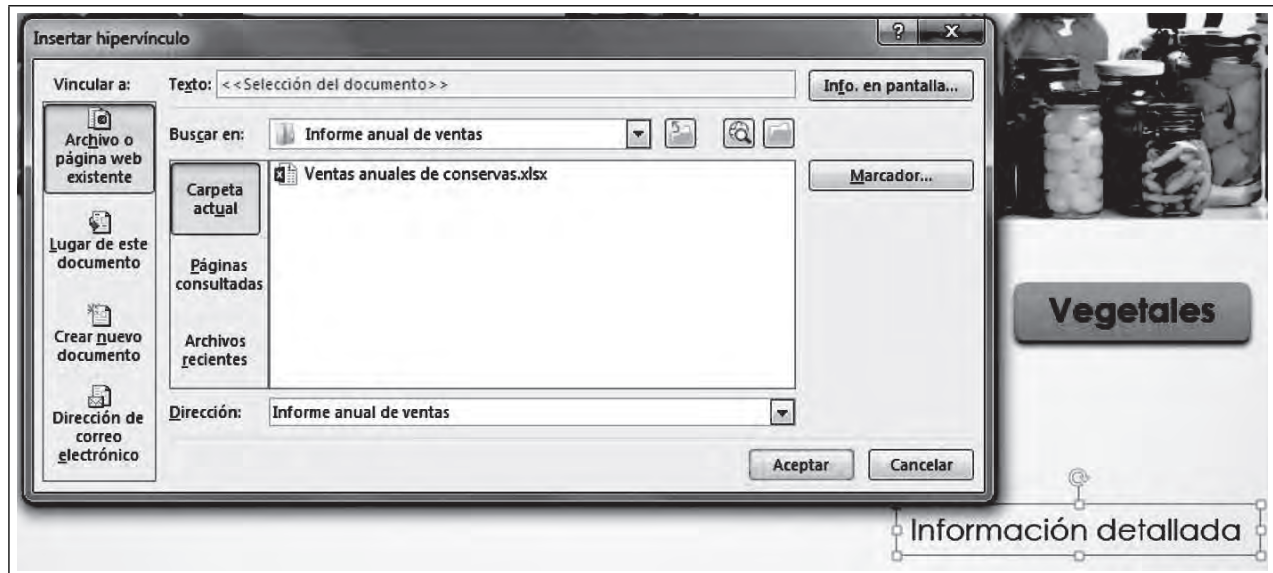 Insertar hipervínculo
Vincular a:
Texto: <<Selección del documento>>
Info. en pantalla...
Archivo o
página web
existente
Buscar en:
Informe anual de ventas
Carpeta
actual
Ventas anuales de conservas.xlsx
Marcador...
Lugar de este
documento
Páginas
consultadas
Crear nuevo
documento
Archivos
recientes
Dirección de
correo
electrónico
Dirección:
Informe anual de ventas
Aceptar
Cancelar
Vegetales
Información detallada